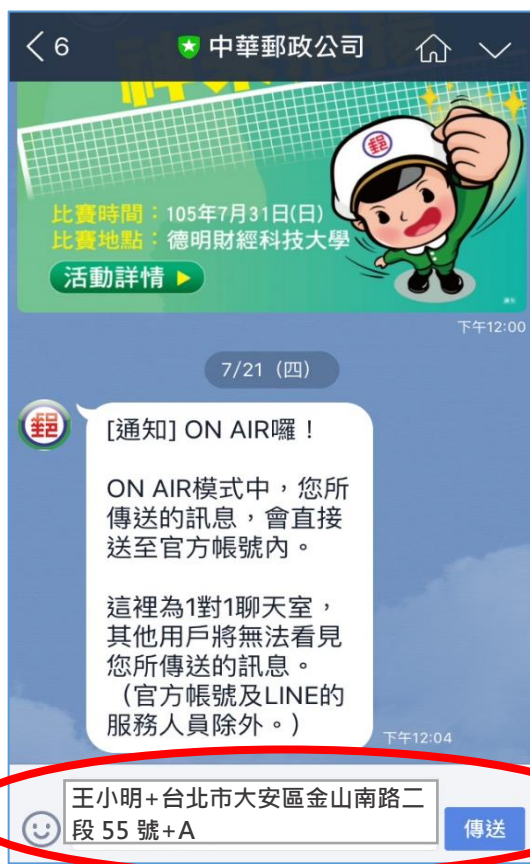 6
中華郵政公司
比賽時間：105年7月31日(日)
比賽地點：德明財經科技大學
郵
活動詳情
下午12:00
7/21（四）
郵
[通知] ON AIR囉！
ON AIR模式中，您所
傳送的訊息，會直接
送至官方帳號內。
這裡為1對1聊天室，
其他用戶將無法看見
您所傳送的訊息。
（官方帳號及LINE的
服務人員除外。）
下午12:04
王小明+台北市大安區金山南路二
段 55 號+A
傳送